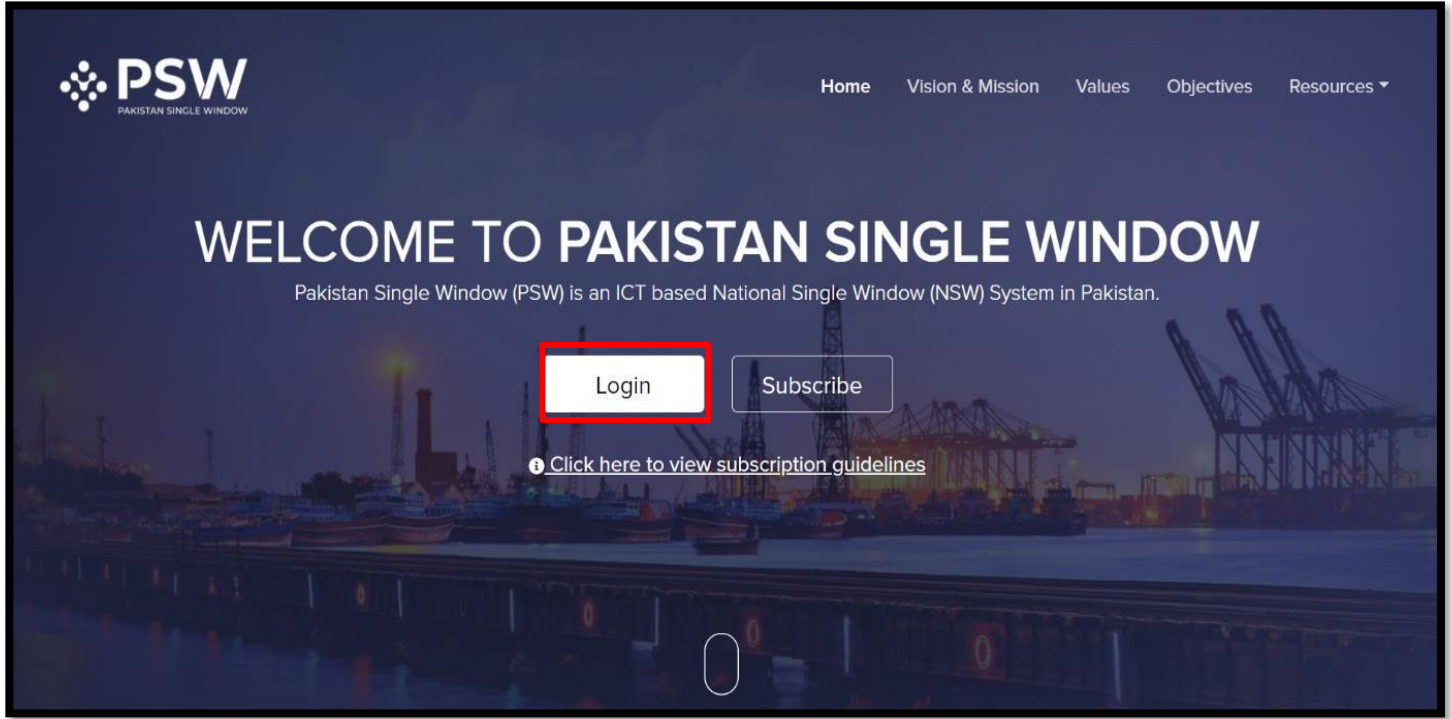 PSW
PAKISTAN SINGLE WINDOW
Home Vision & Mission Values Objectives Resources
WELCOME TO PAKISTAN SINGLE WINDOW
Pakistan Single Window (PSW) is an ICT based National Single Window (NSW) System in Pakistan.
Login Subscribe
Click here to view subscription guidelines